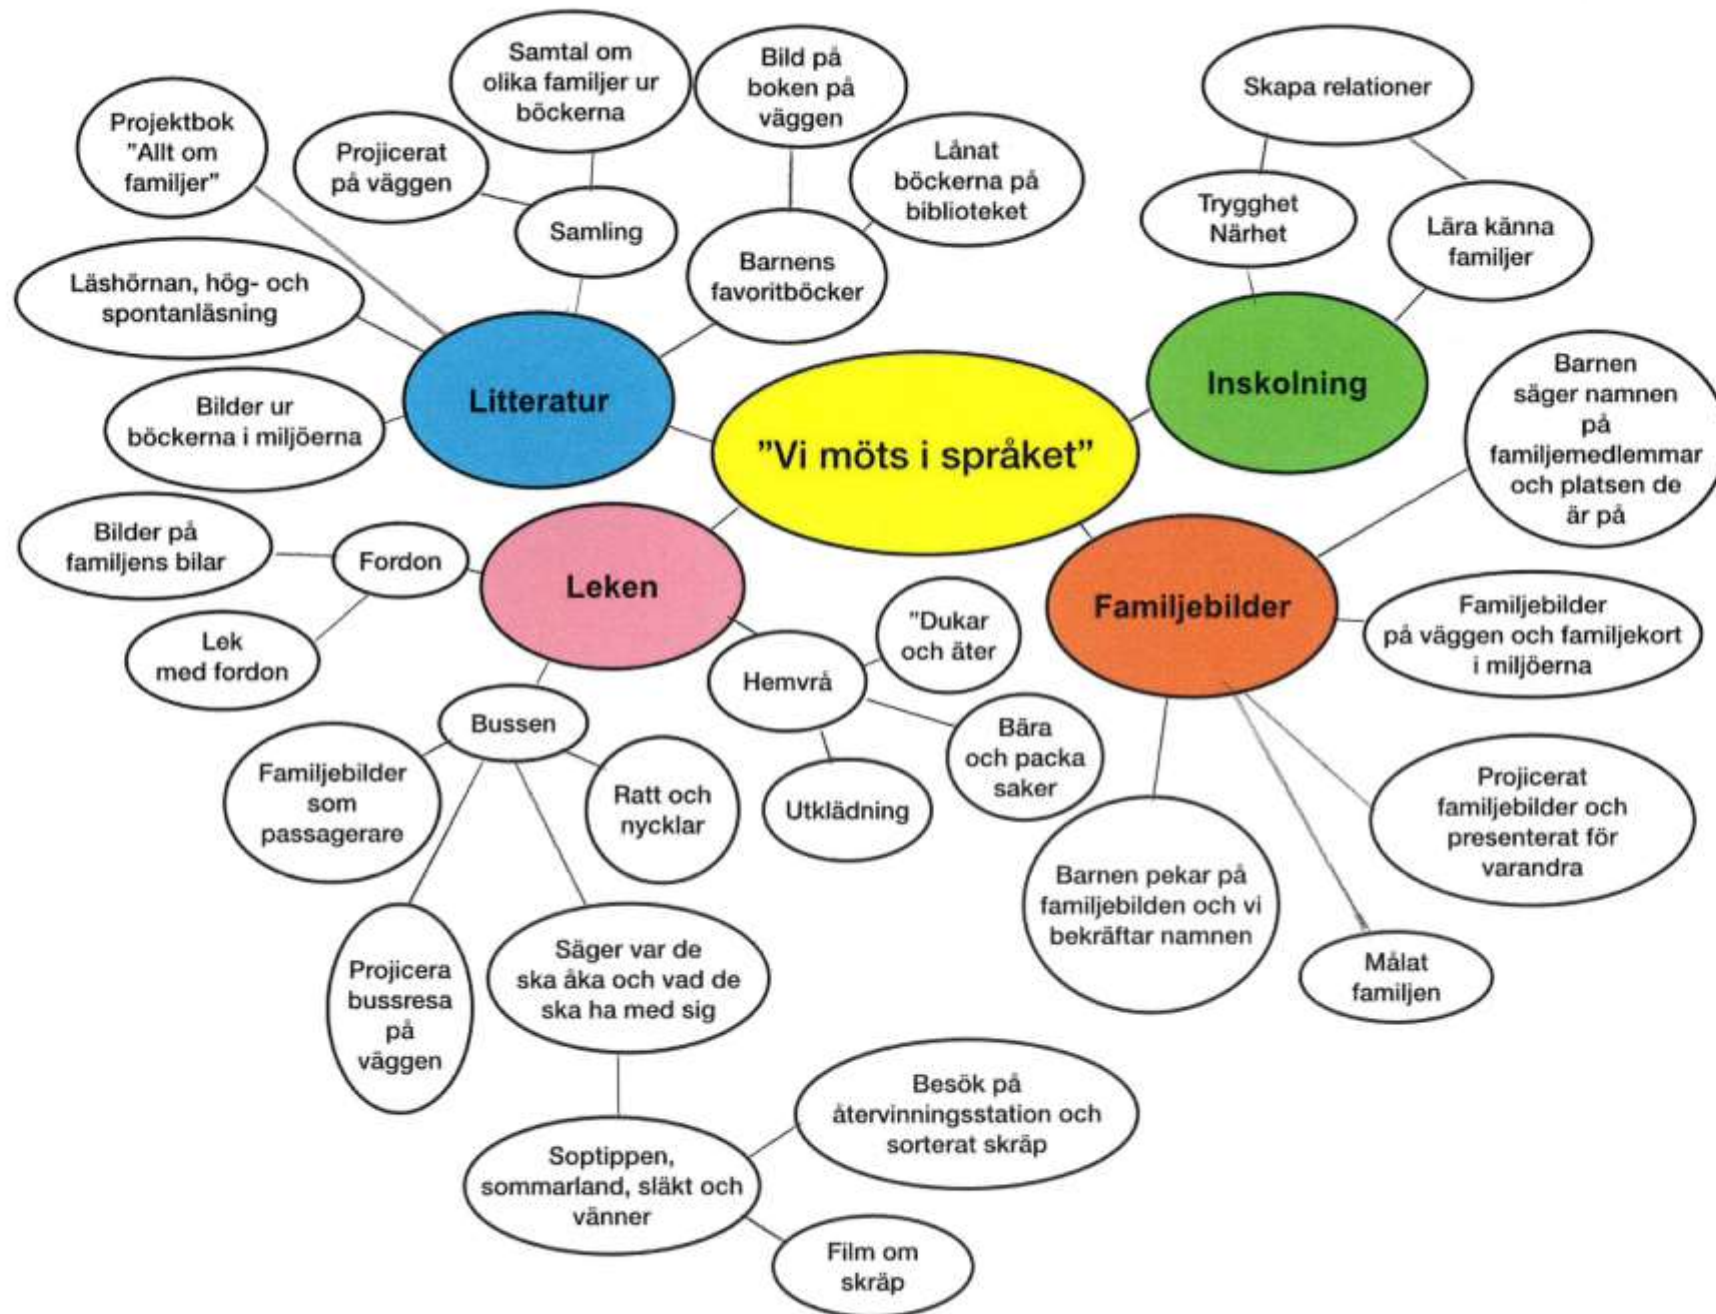 Samtal om
olika familjer ur
böckerna
Bild på
boken på
väggen
Skapa relationer
Projektbok
”Allt om
familjer”
Projicerat
på väggen
Lånat
böckerna på
biblioteket
Samling
Trygghet
Närhet
Lära känna
familjer
Läshörnan, hög- och
spontanläsning
Barnens
favoritböcker
Litteratur
Inskolning
Barnen
säger namnen
på
familjemedlemmar
och platsen de
är på
Bilder ur
böckerna i miljöerna
”Vi möts i språket”
Bilder på
familjens bilar
Fordon
Leken
Familjebilder
”Dukar
och äter
Familjebilder
på väggen och familjekort
i miljöerna
Lek
med fordon
Hemvrå
Bussen
Bära
och packa
saker
Familjebilder
som
passagerare
Ratt och
nycklar
Utklädning
Projicerat
familjebilder och
presenterat för
varandra
Barnen pekar på
familjebilden och vi
bekräftar namnen
Målat
familjen
Projicera
bussresa
på
väggen
Säger var de
ska åka och vad de
ska ha med sig
Besök på
återvinningsstation och
sorterat skräp
Soptippen,
sommarland, släkt och
vänner
Film om
skräp